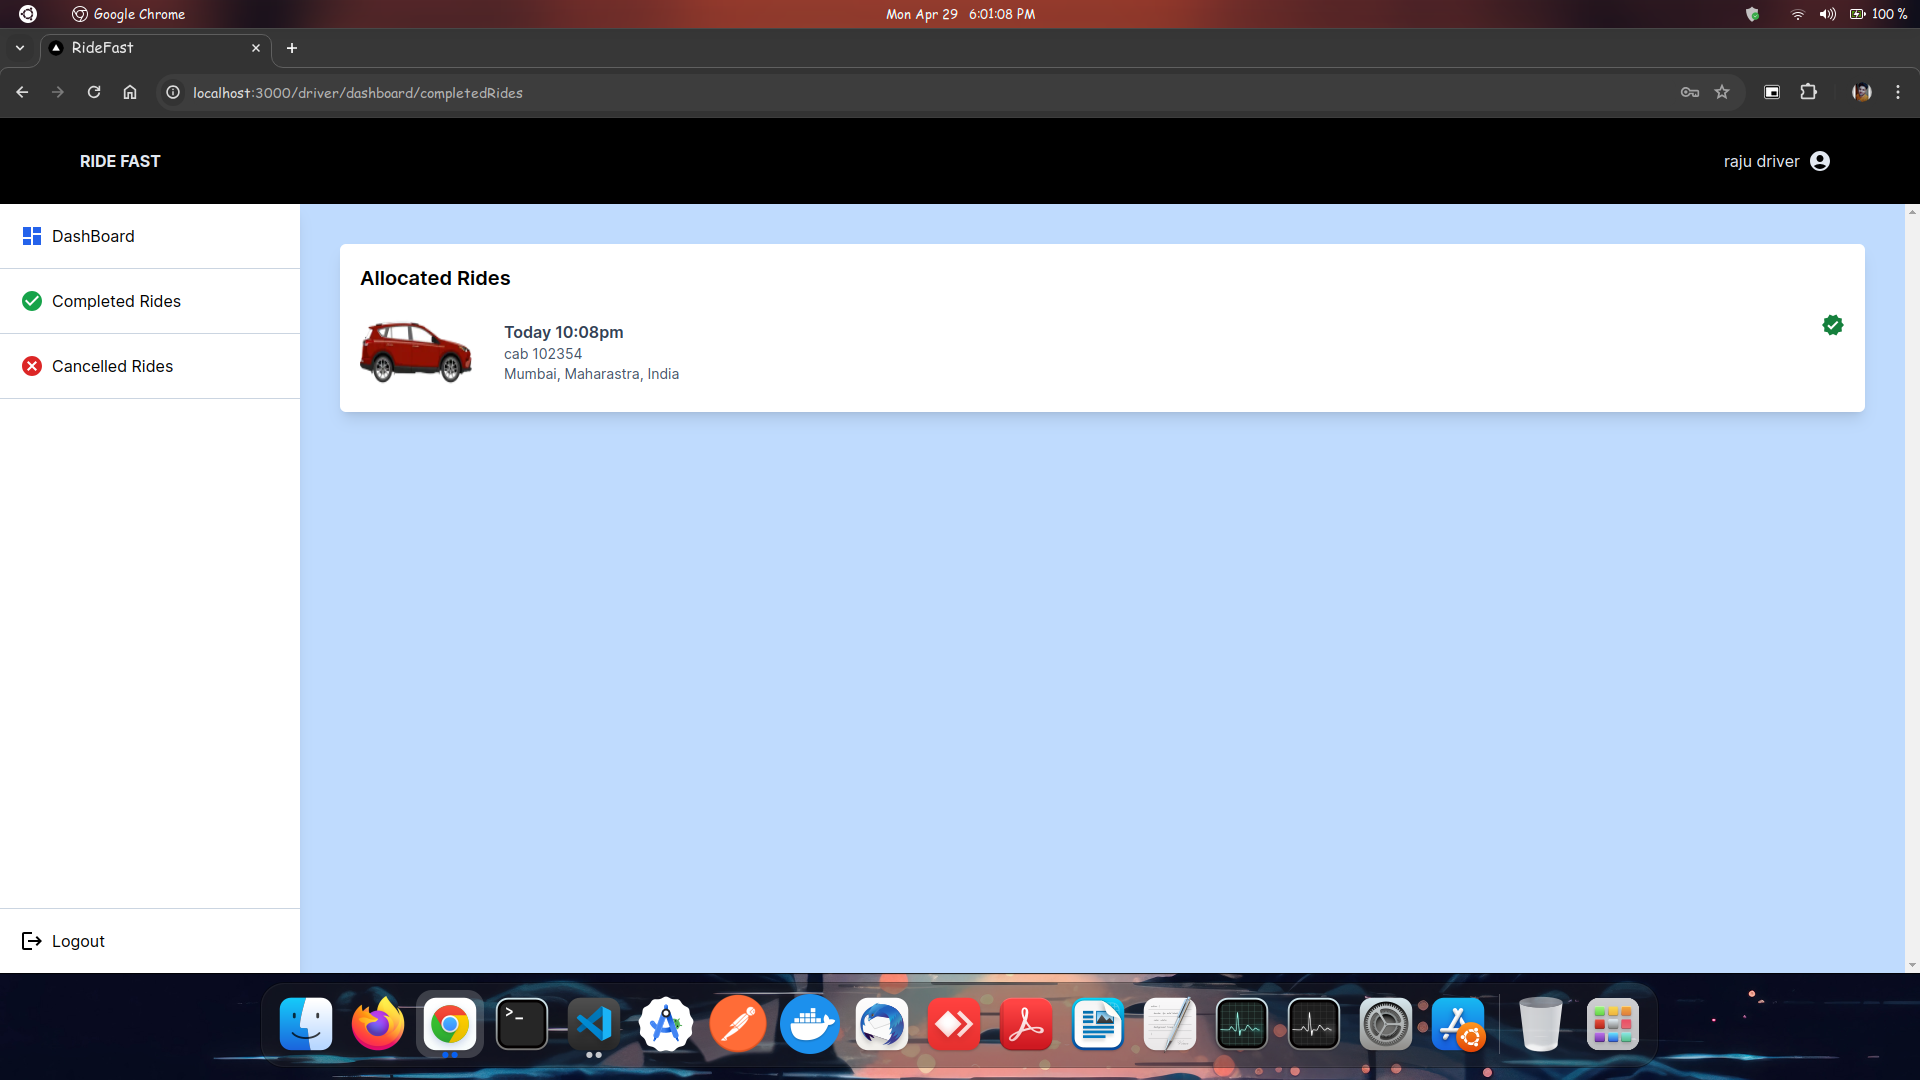 Google Chrome
Mon Apr 29 6:01:08 PM
100 %
RideFast
localhost:3000/driver/dashboard/completedRides
RIDE FAST
raju driver
DashBoard
Completed Rides
Cancelled Rides
Allocated Rides
Today 10:08pm
cab 102354
Mumbai, Maharastra, India
Logout